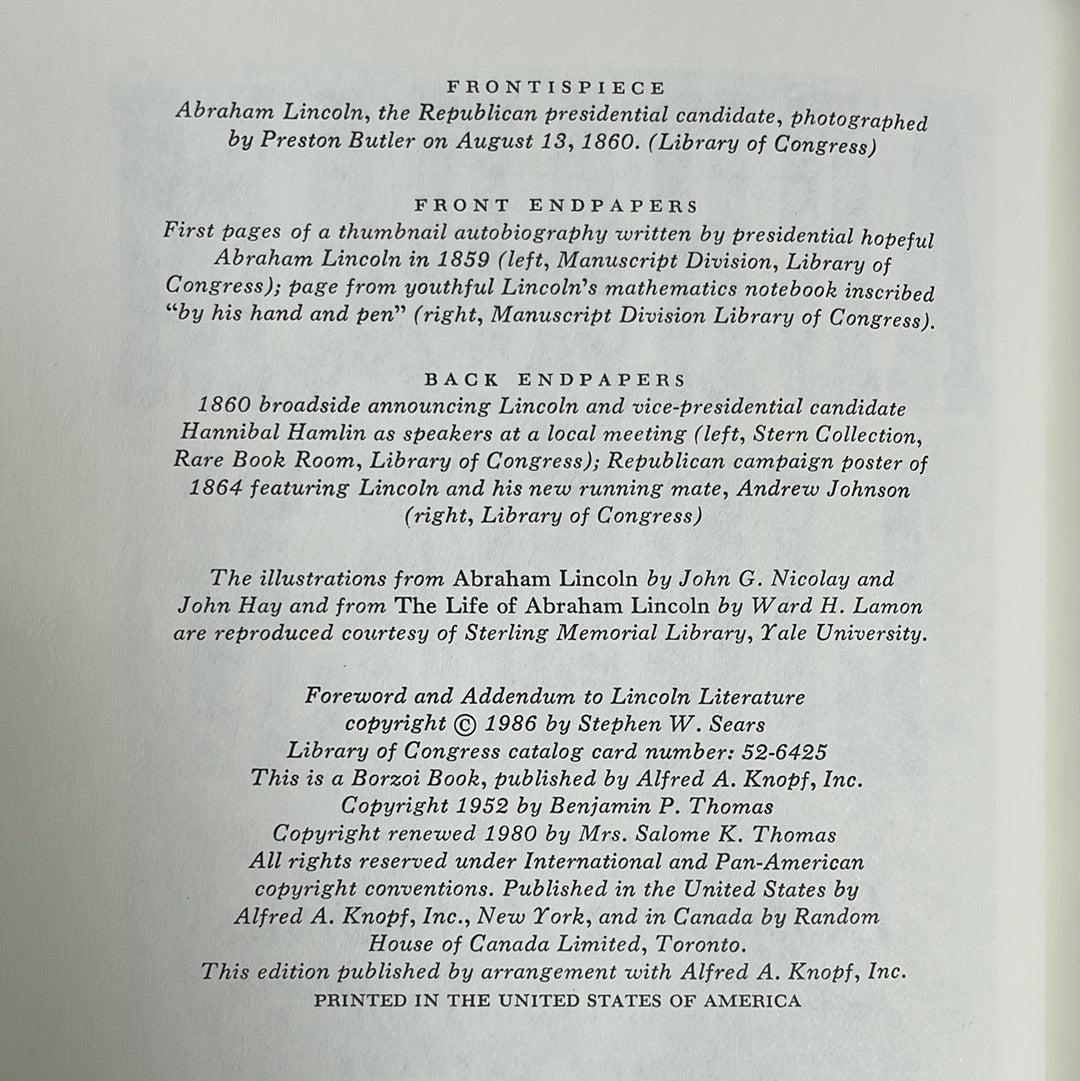 FRONTISPIECE
Abraham Lincoln, the Republican presidential candidate, photographed
by Preston Butler on August 13, 1860. (Library of Congress)
FRONT ENDPAPERS
First pages of a thumbnail autobiography written by presidential hopeful
Abraham Lincoln in 1859 (left, Manuscript Division, Library of
Congress); page from youthful Lincoln's mathematics notebook inscribed
“by his hand and pen” (right, Manuscript Division Library of Congress).
BACK ENDPAPERS
1860 broadside announcing Lincoln and vice-presidential candidate
Hannibal Hamlin as speakers at a local meeting (left, Stern Collection,
Rare Book Room, Library of Congress); Republican campaign poster of
1864 featuring Lincoln and his new running mate, Andrew Johnson
(right, Library of Congress)
The illustrations from Abraham Lincoln by John G. Nicolay and
John Hay and from The Life of Abraham Lincoln by Ward H. Lamon
are reproduced courtesy of Sterling Memorial Library, Yale University.
Foreword and Addendum to Lincoln Literature
copyright © 1986 by Stephen W. Sears
Library of Congress catalog card number: 52-6425
This is a Borzoi Book, published by Alfred A. Knopf, Inc.
Copyright 1952 by Benjamin P. Thomas
Copyright renewed 1980 by Mrs. Salome K. Thomas
All rights reserved under International and Pan-American
copyright conventions. Published in the United States by
Alfred A. Knopf, Inc., New York, and in Canada by Random
House of Canada Limited, Toronto.
This edition published by arrangement with Alfred A. Knopf, Inc.
PRINTED IN THE UNITED STATES OF AMERICA